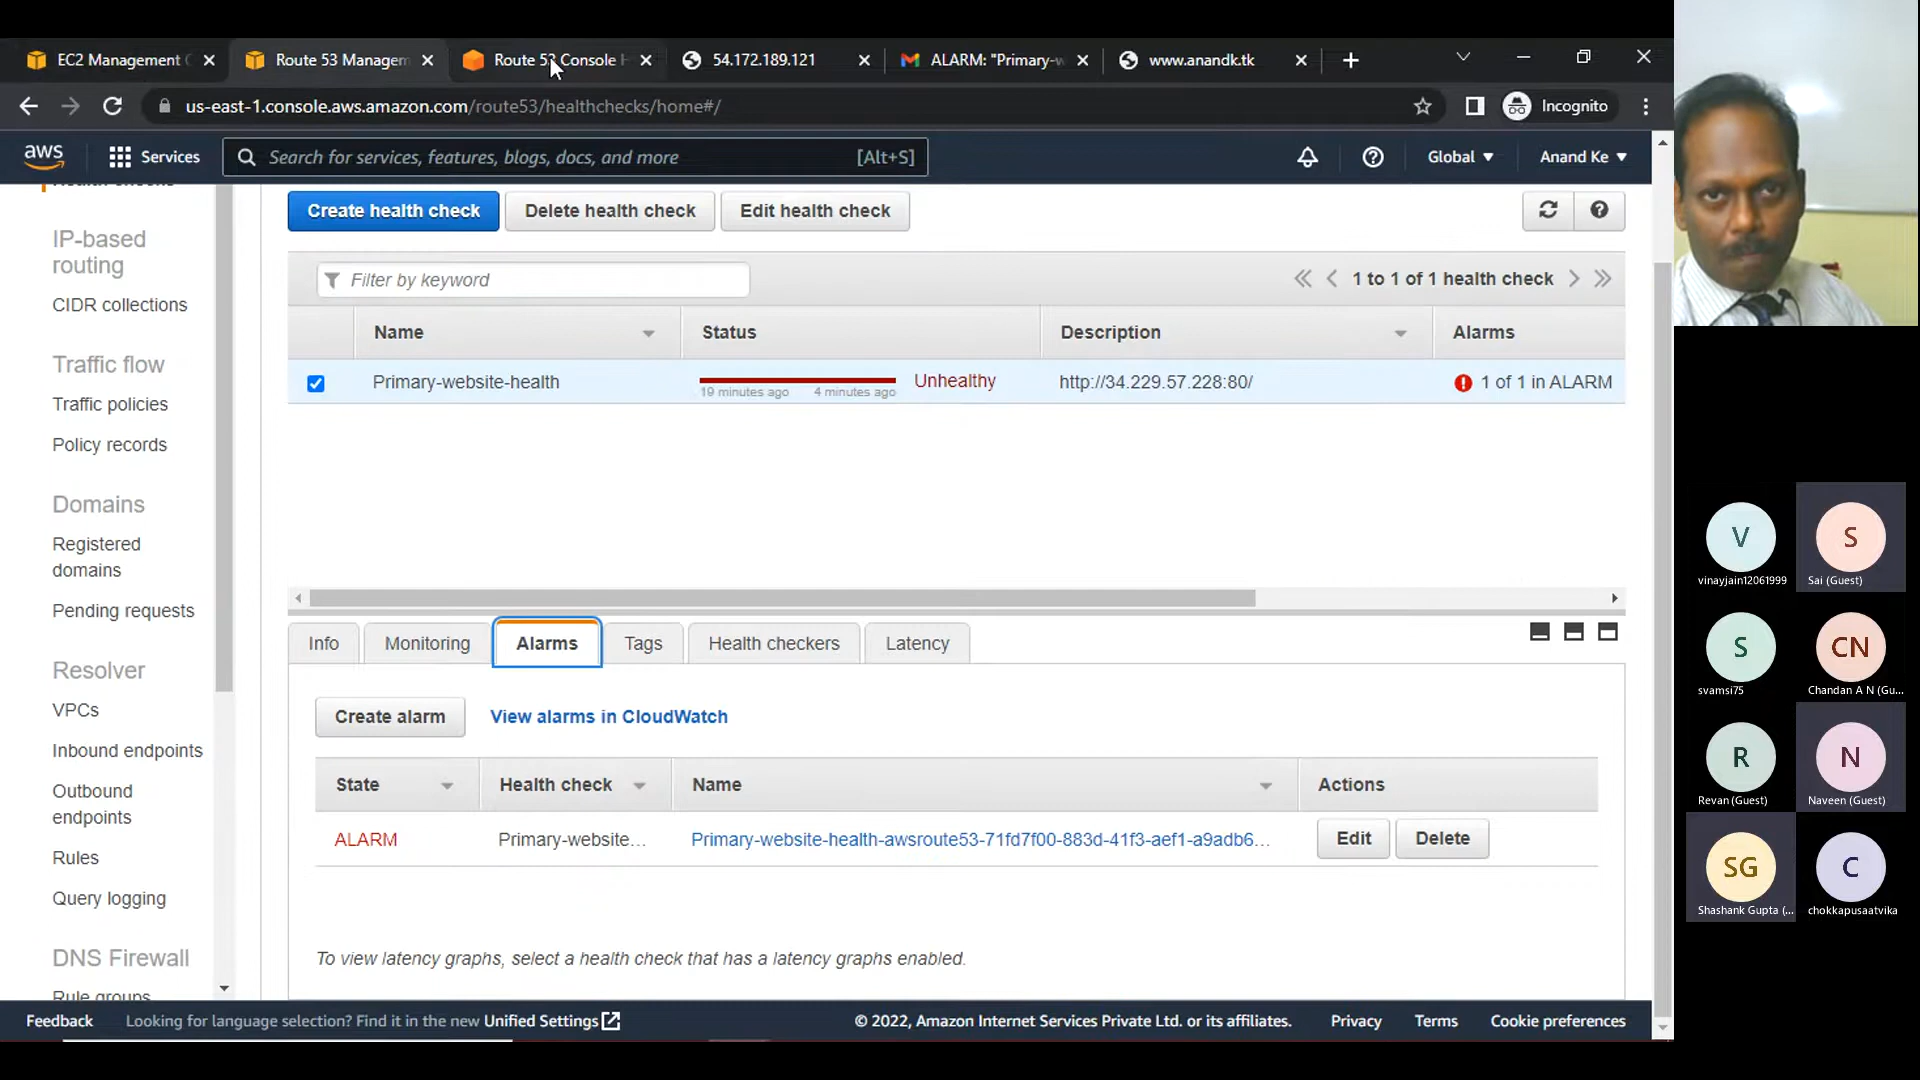 EC2 Management C
Route 53 Managem
Route 53 Console H
54.172.189.121
ALARM: "Primary-w
www.anandk.tk
us-east-1.console.aws.amazon.com/route53/healthchecks/home#/
Incognito
aws
Services
Search for services, features, blogs, docs, and more
[Alt+S]
Global
Anand Ke
Health checks
IP-based
routing
CIDR collections
Traffic flow
Traffic policies
Policy records
Domains
Registered
domains
Pending requests
Resolver
VPCs
Inbound endpoints
Outbound
endpoints
Rules
Query logging
DNS Firewall
Rule groups
Create health check
Delete health check
Edit health check
Filter by keyword
1 to 1 of 1 health check
Name
Status
Description
Alarms
Primary-website-health
19 minutes ago
4 minutes ago
Unhealthy
http://34.229.57.228:80/
1 of 1 in ALARM
Info
Monitoring
Alarms
Tags
Health checkers
Latency
Create alarm
View alarms in CloudWatch
State
Health check
Name
Actions
ALARM
Primary-website...
Primary-website-health-awsroute53-71fd7f00-883d-41f3-aef1-a9adb6...
Edit
Delete
To view latency graphs, select a health check that has a latency graphs enabled.
Feedback
Looking for language selection? Find it in the new Unified Settings
© 2022, Amazon Internet Services Private Ltd. or its affiliates.
Privacy
Terms
Cookie preferences
V
vinayjain12061999
S
Sai (Guest)
S
svamsi75
CN
Chandan A N (Gu...
R
Revan (Guest)
N
Naveen (Guest)
SG
Shashank Gupta (...
C
chokkapusaatvika